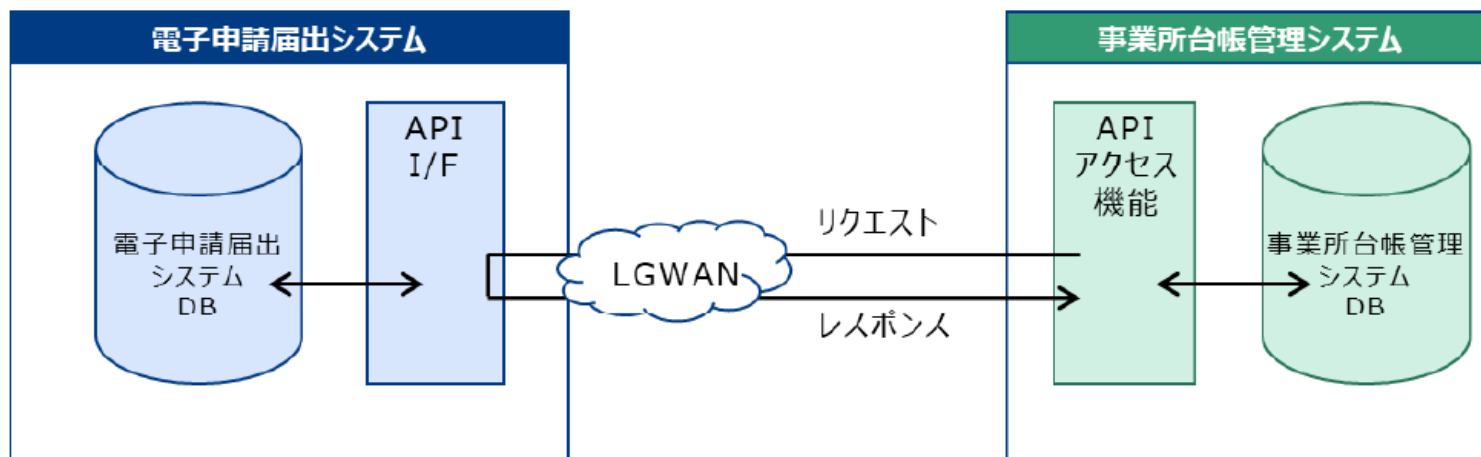 電子申請届出システム
事業所台帳管理システム
API
I/F
API
アクセス
機能
電子申請届出
システム
DB
LGWAN
リクエスト
レスポンス
事業所台帳管理
システム
DB